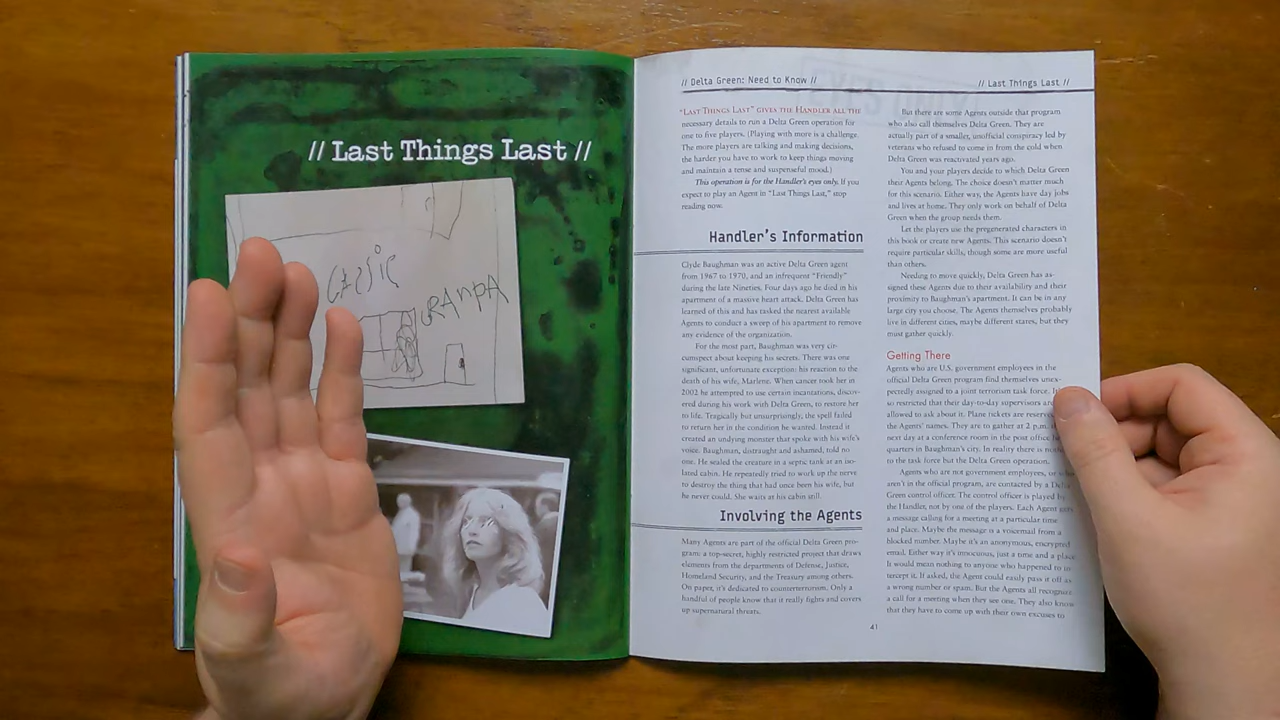 // Last Things Last //
GRANPA
// Delta Green: Need to Know //
// Last Things Last //
"LAST THINGS LAST" GIVES THE HANDLER ALL THE
necessary details to run a Delta Green operation for
one to five players. (Playing with more is a challenge.
The more players are talking and making decisions,
the harder you have to work to keep things moving
and maintain a tense and suspenseful mood.)
This operation is for the Handler's eyes only. If you
expect to play an Agent in "Last Things Last," stop
reading now.
Handler's Information
Clyde Baughman was an active Delta Green agent
from 1967 to 1970, and an infrequent "Friendly"
during the late Nineties. Four days ago he died in his
apartment of a massive heart attack. Delta Green has
learned of this and has tasked the nearest available
Agents to conduct a sweep of his apartment to remove
any evidence of the organization.
For the most part, Baughman was very cir-
cumspect about keeping his secrets. There was one
significant, unfortunate exception: his reaction to the
death of his wife, Marlene. When cancer took her in
2002 he attempted to use certain incantations, discov-
ered during his work with Delta Green, to restore her
to life. Tragically but unsurprisingly, the spell failed
to return her in the condition he wanted. Instead it
created an undying monster that spoke with his wife's
voice. Baughman, distraught and ashamed, told no
one. He sealed the creature in a septic tank at an iso-
lated cabin. He repeatedly tried to work up the nerve
to destroy the thing that had once been his wife, but
he never could. She waits at his cabin still.
Involving the Agents
Many Agents are part of the official Delta Green pro-
gram: a top-secret, highly restricted project that draws
elements from the departments of Defense, Justice,
Homeland Security, and the Treasury among others.
On paper, it's dedicated to counterterrorism. Only a
handful of people know that it really fights and covers
up supernatural threats.
But there are some Agents outside that program
who also call themselves Delta Green. They are
actually part of a smaller, unofficial conspiracy led by
veterans who refused to come in from the cold when
Delta Green was reactivated years ago.
You and your players decide to which Delta Green
their Agents belong. The choice doesn't matter much
for this scenario. Either way, the Agents have day jobs
and lives at home. They only work on behalf of Delta
Green when the group needs them.
Let the players use the pregenerated characters in
this book or create new Agents. This scenario doesn't
require particular skills, though some are more useful
than others.
Needing to move quickly, Delta Green has as-
signed these Agents due to their availability and their
proximity to Baughman's apartment. It can be in any
large city you choose. The Agents themselves probably
live in different cities, maybe different states, but they
must gather quickly.
Getting There
Agents who are U.S. government employees in the
official Delta Green program find themselves unex-
pectedly assigned to a joint terrorism task force. It's
so restricted that their day-to-day supervisors
allowed to ask about it. Plane tickets are
the Agents' names. They are to gather at 2 p.m.
next day at a conference room in the post office
quarters in Baughman's city. In reality there is
to the task force but the Delta Green operation.
Agents who are not government employees, or
aren't in the official program, are contacted by a
Green control officer. The control officer is played by
the Handler, not by one of the players. Each Agent gets
a message calling for a meeting at a particular time
and place. Maybe the message is a voicemail from a
blocked number. Maybe it's an anonymous, encrypted
email. Either way it's innocuous, just a time and a place.
It would mean nothing to anyone who happened to in-
tercept it. If asked, the Agent could easily pass it off as
a wrong number or spam. But the Agents all recognize
a call for a meeting when they see one. They also know
that they have to come up with their own excuses to
41